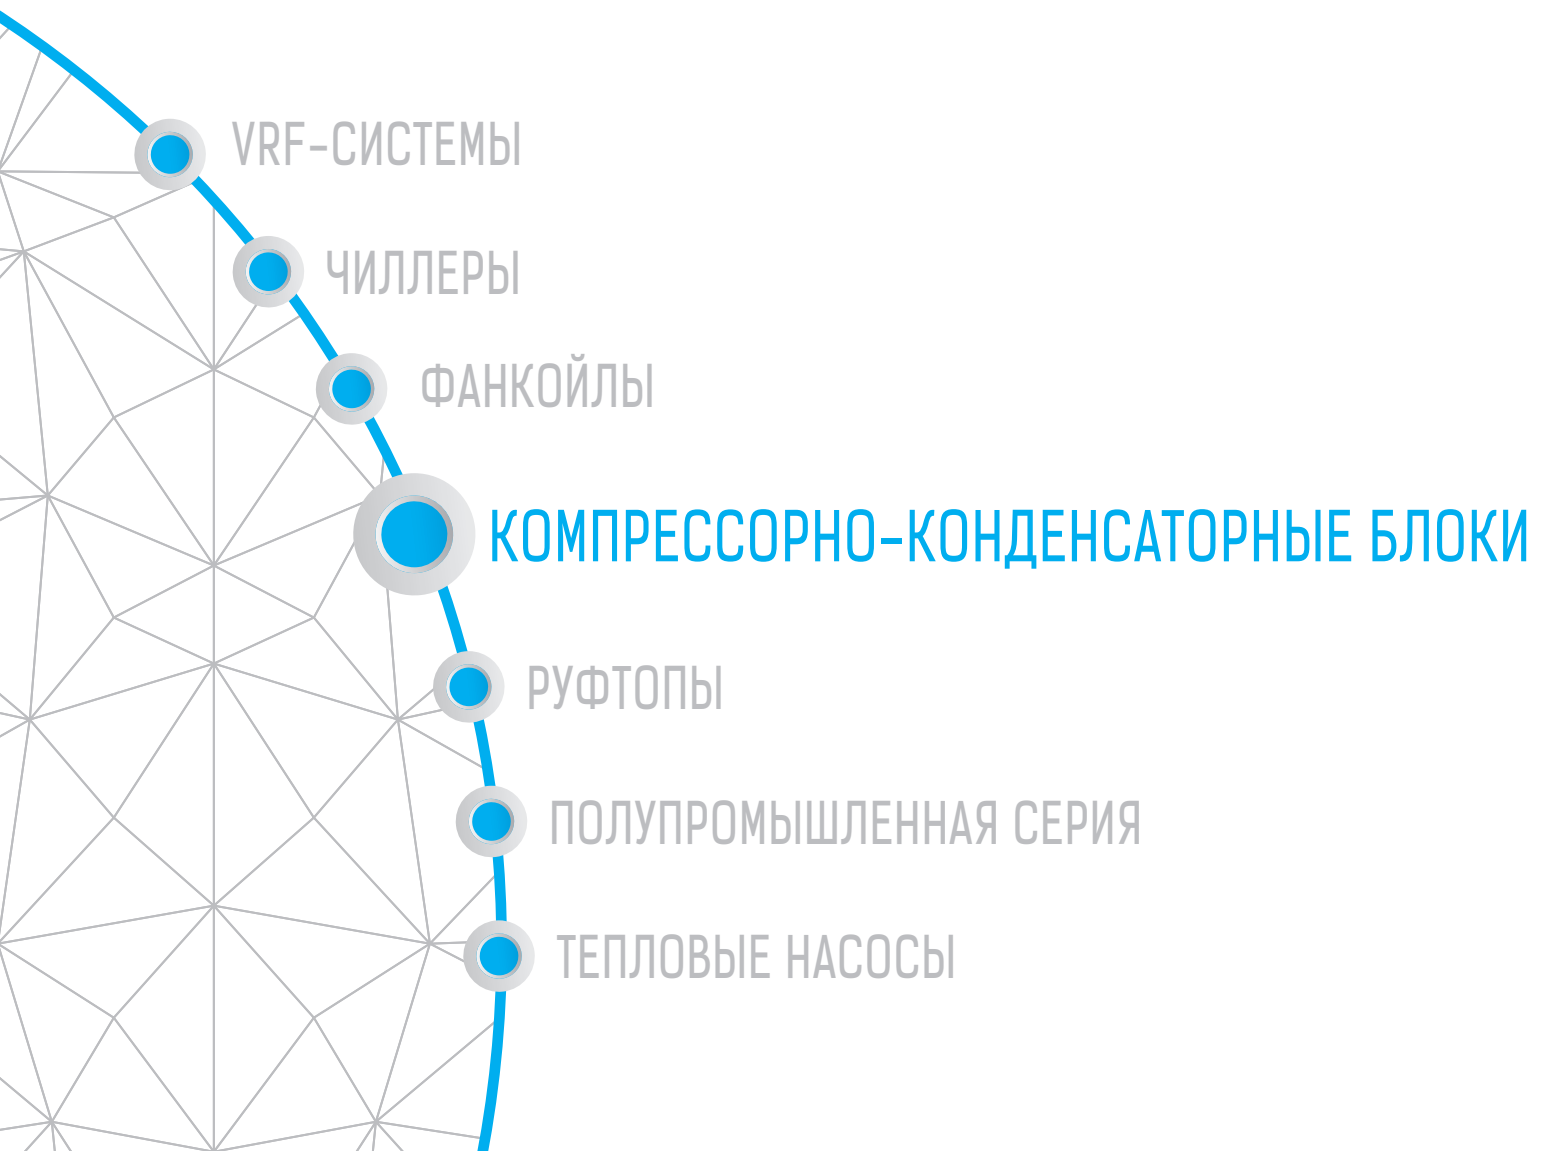 VRF-СИСТЕМЫ
ЧИЛЛЕРЫ
ФАНКОЙЛЫ
КОМПРЕССОРНО-КОНДЕНСАТОРНЫЕ БЛОКИ
РУФТОПЫ
ПОЛУПРОМЫШЛЕННАЯ СЕРИЯ
ТЕПЛОВЫЕ НАСОСЫ